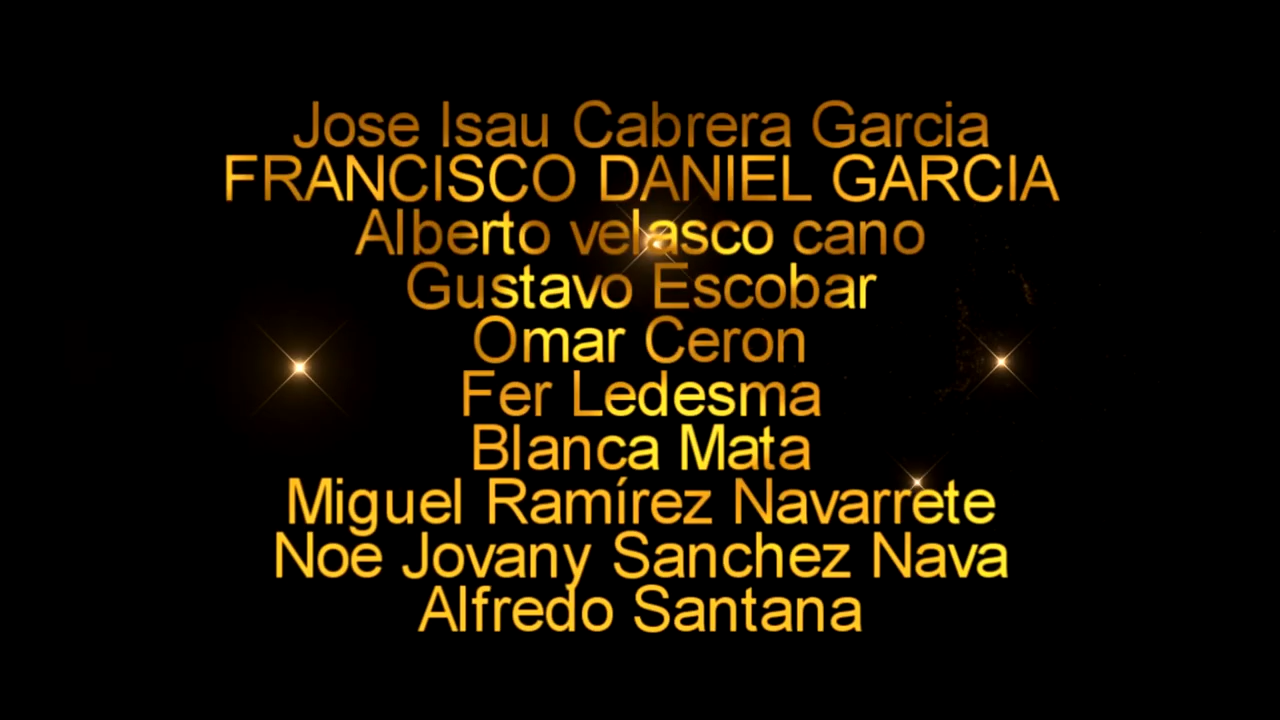 Jose Isau Cabrera Garcia
FRANCISCO DANIEL GARCIA
Alberto velasco cano
Gustavo Escobar
Omar Ceron
Fer Ledesma
Blanca Mata
Miguel Ramírez Navarrete
Noe Jovany Sanchez Nava
Alfredo Santana